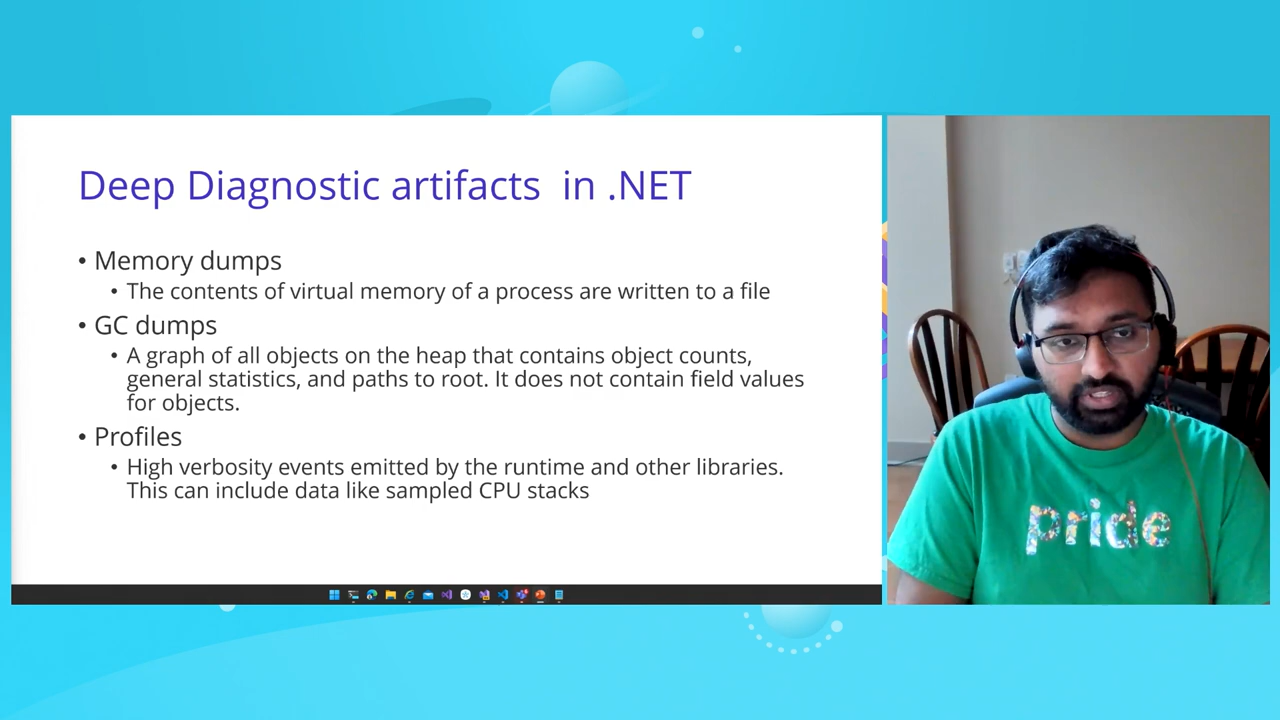 Deep Diagnostic artifacts in .NET
• Memory dumps
• The contents of virtual memory of a process are written to a file
• GC dumps
• A graph of all objects on the heap that contains object counts,
general statistics, and paths to root. It does not contain field values
for objects.
• Profiles
• High verbosity events emitted by the runtime and other libraries.
This can include data like sampled CPU stacks
pride